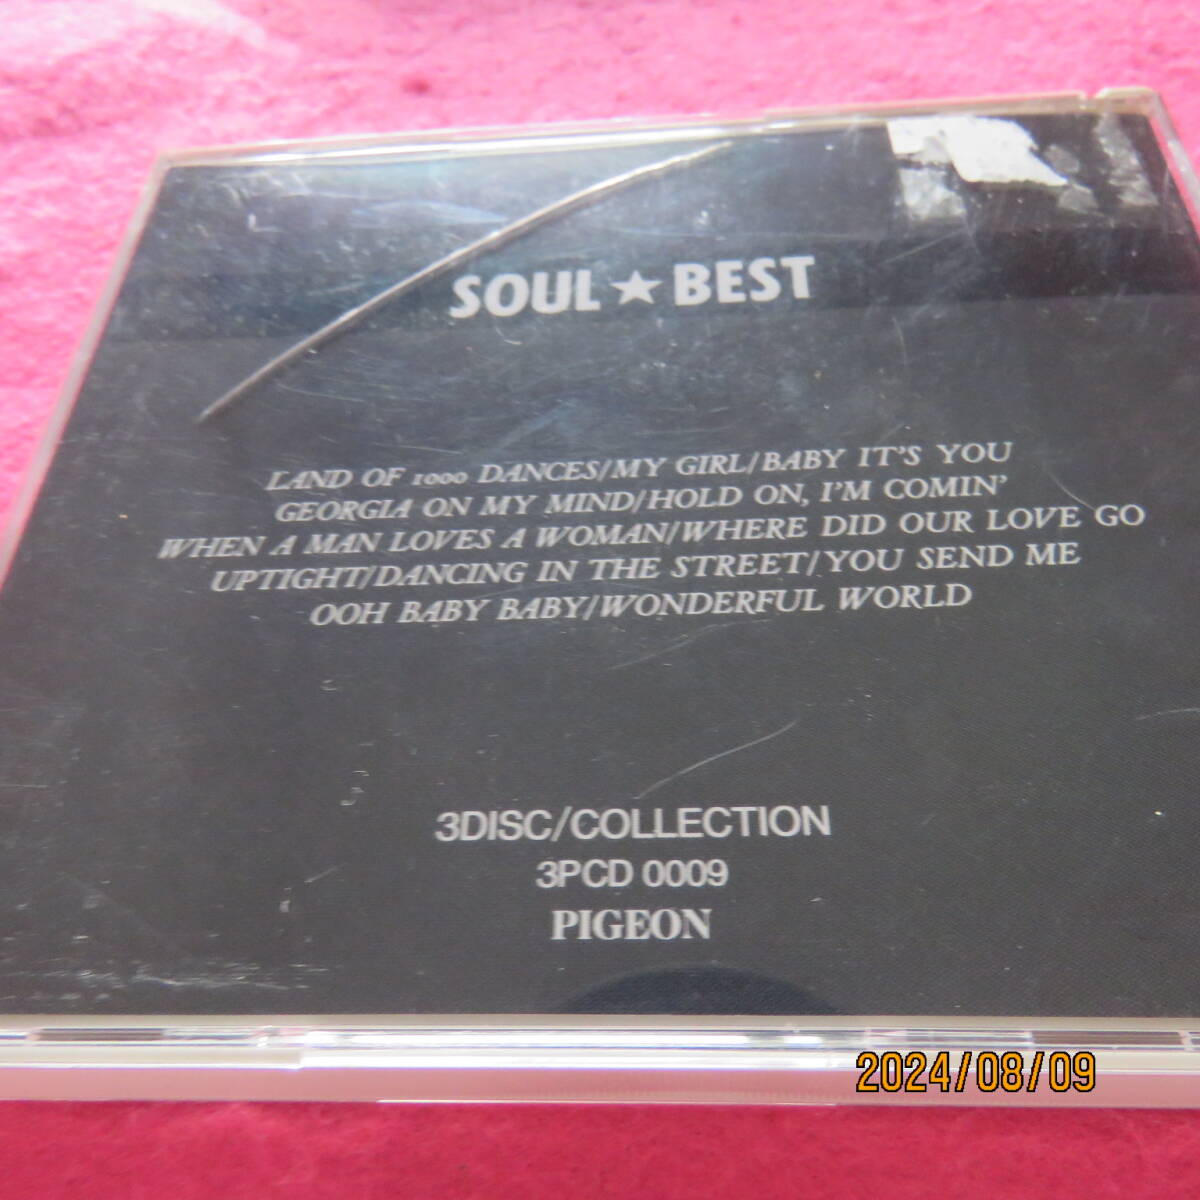 SOUL★BEST
LAND OF 1000 DANCES/MY GIRL/BABY IT'S YOU
GEORGIA ON MY MIND/HOLD ON, I'M COMIN'
WHEN A MAN LOVES A WOMAN/WHERE DID OUR LOVE GO
UPTIGHT/DANCING IN THE STREET/YOU SEND ME
OOH BABY BABY/WONDERFUL WORLD
3DISC/COLLECTION
3PCD 0009
PIGEON
2024/08/09